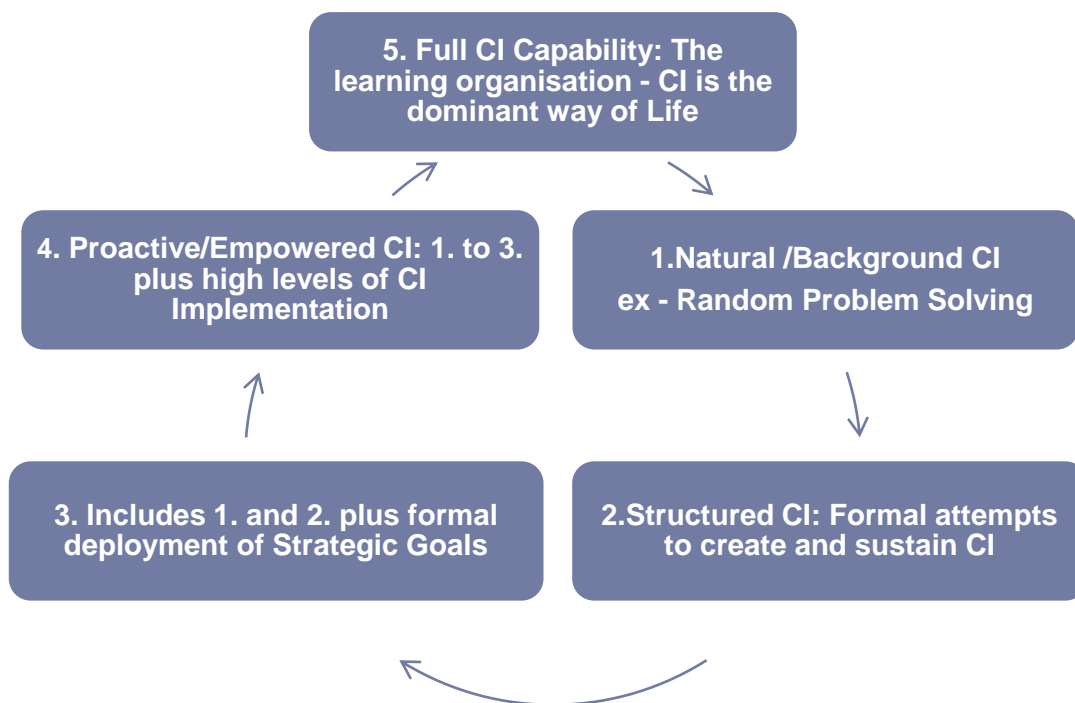 5. Full CI Capability: The
learning organisation - CI is the
dominant way of Life
4. Proactive/Empowered CI: 1. to 3.
plus high levels of CI
Implementation
1.Natural /Background CI
ex - Random Problem Solving
3. Includes 1. and 2. plus formal
deployment of Strategic Goals
2.Structured CI: Formal attempts
to create and sustain CI